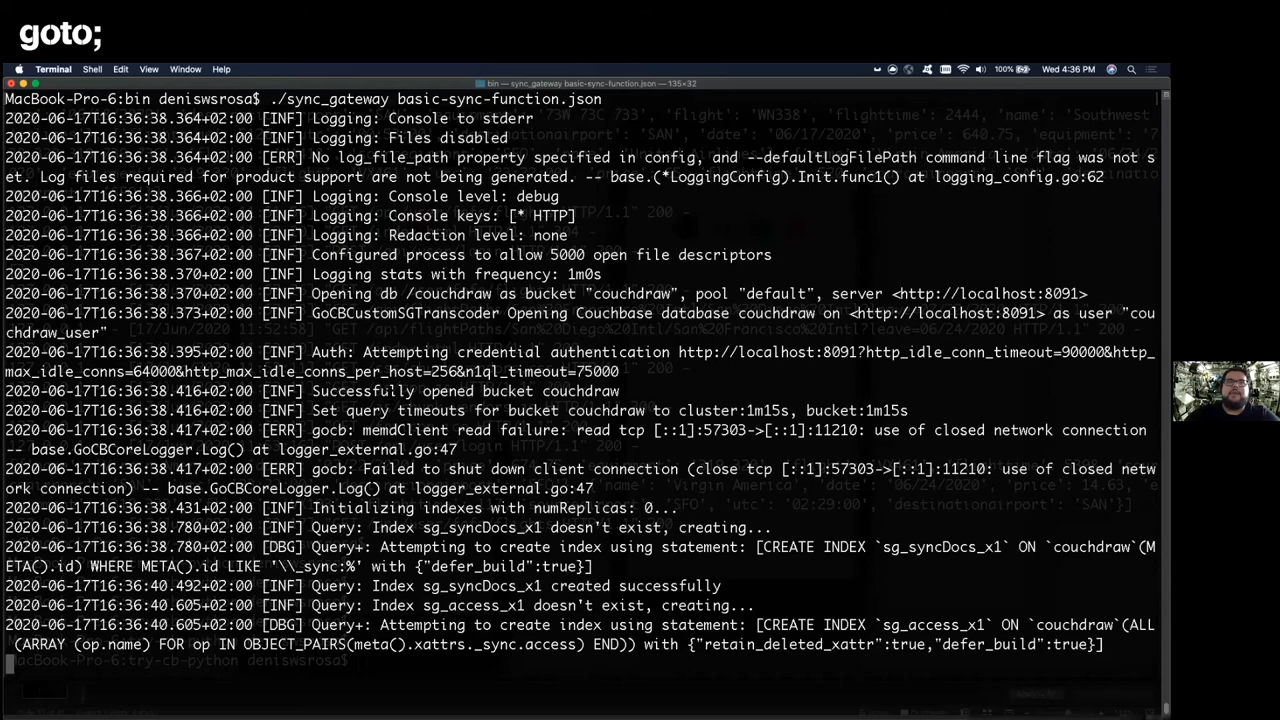 goto;
Terminal Shell Edit View Window Help 100% Wed 4:36 PM
bin — sync_gateway basic-sync-function.json — 135×32
MacBook-Pro-6:bin deniswsrosa$ ./sync_gateway basic-sync-function.json
2020-06-17T16:36:38.364+02:00 [INF] Logging: Console to stderr
2020-06-17T16:36:38.364+02:00 [INF] Logging: Files disabled
2020-06-17T16:36:38.364+02:00 [ERR] No log_file_path property specified in config, and --defaultLogFilePath command line flag was not s
et. Log files required for product support are not being generated. -- base.(*LoggingConfig).Init.func1() at logging_config.go:62
2020-06-17T16:36:38.366+02:00 [INF] Logging: Console level: debug
2020-06-17T16:36:38.366+02:00 [INF] Logging: Console keys: [* HTTP]
2020-06-17T16:36:38.366+02:00 [INF] Logging: Redaction level: none
2020-06-17T16:36:38.367+02:00 [INF] Configured process to allow 5000 open file descriptors
2020-06-17T16:36:38.370+02:00 [INF] Logging stats with frequency: 1m0s
2020-06-17T16:36:38.370+02:00 [INF] Opening db /couchdraw as bucket "couchdraw", pool "default", server <http://localhost:8091>
2020-06-17T16:36:38.373+02:00 [INF] GoCBCustomSGTranscoder Opening Couchbase database couchdraw on <http://localhost:8091> as user "cou
chdraw_user"
2020-06-17T16:36:38.395+02:00 [INF] Auth: Attempting credential authentication http://localhost:8091?http_idle_conn_timeout=90000&http_
max_idle_conns=64000&http_max_idle_conns_per_host=256&n1ql_timeout=75000
2020-06-17T16:36:38.416+02:00 [INF] Successfully opened bucket couchdraw
2020-06-17T16:36:38.416+02:00 [INF] Set query timeouts for bucket couchdraw to cluster:1m15s, bucket:1m15s
2020-06-17T16:36:38.417+02:00 [ERR] gocb: memdClient read failure: read tcp [::1]:57303->[::1]:11210: use of closed network connection
-- base.GoCBCoreLogger.Log() at logger_external.go:47
2020-06-17T16:36:38.417+02:00 [ERR] gocb: Failed to shut down client connection (close tcp [::1]:57303->[::1]:11210: use of closed netw
ork connection) -- base.GoCBCoreLogger.Log() at logger_external.go:47
2020-06-17T16:36:38.431+02:00 [INF] Initializing indexes with numReplicas: 0...
2020-06-17T16:36:38.780+02:00 [INF] Query: Index sg_syncDocs_x1 doesn't exist, creating...
2020-06-17T16:36:38.780+02:00 [DBG] Query+: Attempting to create index using statement: [CREATE INDEX `sg_syncDocs_x1` ON `couchdraw`(M
ETA().id) WHERE META().id LIKE '\\_sync:%' with {"defer_build":true}]
2020-06-17T16:36:40.492+02:00 [INF] Query: Index sg_syncDocs_x1 created successfully
2020-06-17T16:36:40.605+02:00 [INF] Query: Index sg_access_x1 doesn't exist, creating...
2020-06-17T16:36:40.605+02:00 [DBG] Query+: Attempting to create index using statement: [CREATE INDEX `sg_access_x1` ON `couchdraw`(ALL
(ARRAY (op.name) FOR op IN OBJECT_PAIRS(meta().xattrs._sync.access) END)) with {"retain_deleted_xattr":true,"defer_build":true}]
MacBook-Pro-6:try-cb-python deniswsrosa$